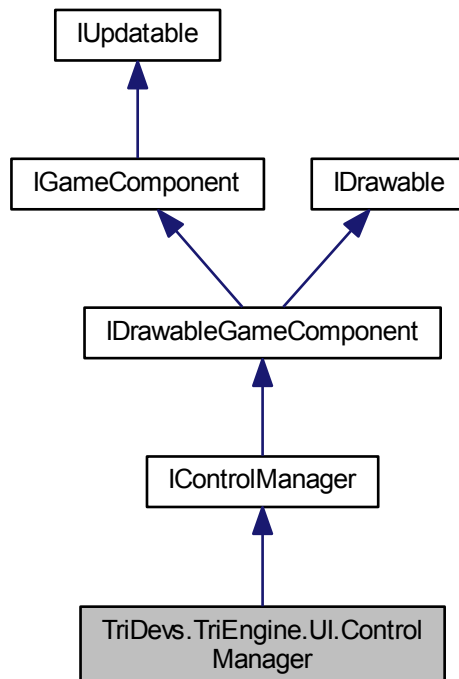 IUpdatable
IGameComponent
IDrawable
IDrawableGameComponent
IControlManager
TriDevs.TriEngine.UI.Control
Manager